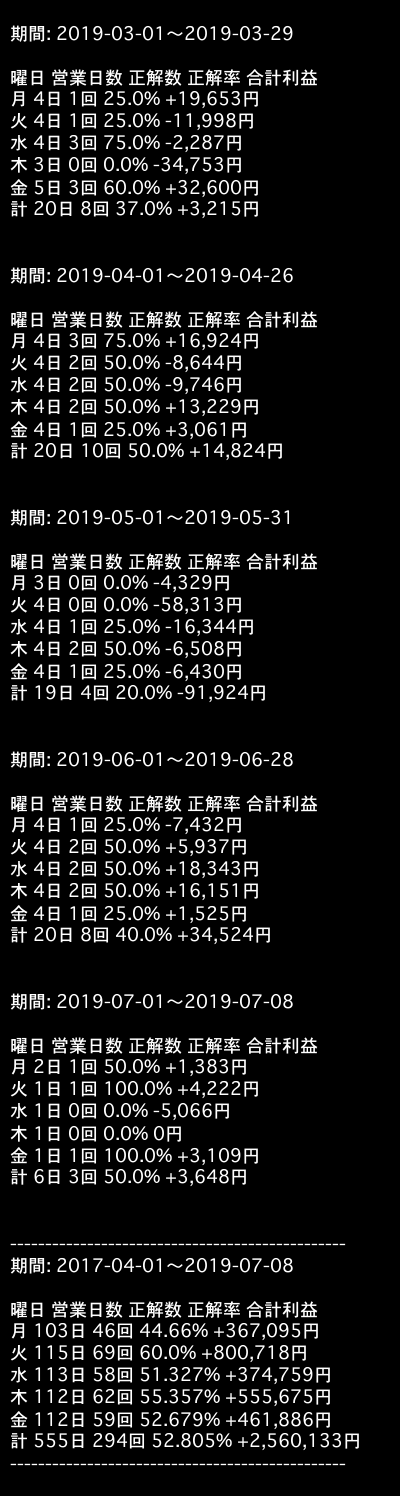 期間: 2019-03-01〜2019-03-29
曜日 営業日数 正解数 正解率 合計利益
月 4日 1回 25.0% +19,653円
火 4日 1回 25.0% -11,998円
水 4日 3回 75.0% -2,287円
木 3日 0回 0.0% -34,753円
金 5日 3回 60.0% +32,600円
計 20日 8回 37.0% +3,215円
期間: 2019-04-01〜2019-04-26
曜日 営業日数 正解数 正解率 合計利益
月 4日 3回 75.0% +16,924円
火 4日 2回 50.0% -8,644円
水 4日 2回 50.0% -9,746円
木 4日 2回 50.0% +13,229円
金 4日 1回 25.0% +3,061円
計 20日 10回 50.0% +14,824円
期間: 2019-05-01〜2019-05-31
曜日 営業日数 正解数 正解率 合計利益
月 3日 0回 0.0% -4,329円
火 4日 0回 0.0% -58,313円
水 4日 1回 25.0% -16,344円
木 4日 2回 50.0% -6,508円
金 4日 1回 25.0% -6,430円
計 19日 4回 20.0% -91,924円
期間: 2019-06-01〜2019-06-28
曜日 営業日数 正解数 正解率 合計利益
月 4日 1回 25.0% -7,432円
火 4日 2回 50.0% +5,937円
水 4日 2回 50.0% +18,343円
木 4日 2回 50.0% +16,151円
金 4日 1回 25.0% +1,525円
計 20日 8回 40.0% +34,524円
期間: 2019-07-01〜2019-07-08
曜日 営業日数 正解数 正解率 合計利益
月 2日 1回 50.0% +1,383円
火 1日 1回 100.0% +4,222円
水 1日 0回 0.0% -5,066円
木 1日 0回 0.0% 0円
金 1日 1回 100.0% +3,109円
計 6日 3回 50.0% +3,648円
------------------------------------------------
期間: 2017-04-01〜2019-07-08
曜日 営業日数 正解数 正解率 合計利益
月 103日 46回 44.66% +367,095円
火 115日 69回 60.0% +800,718円
水 113日 58回 51.327% +374,759円
木 112日 62回 55.357% +555,675円
金 112日 59回 52.679% +461,886円
計 555日 294回 52.805% +2,560,133円
------------------------------------------------